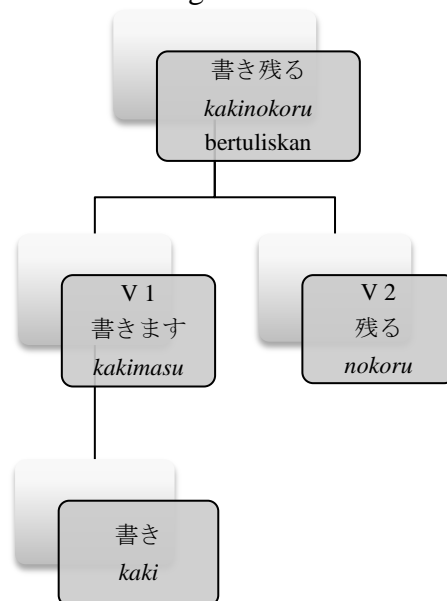 書き残る
kakinokoru
bertuliskan
V 1
書きます
kakimasu
V 2
残る
nokoru
書き
kaki